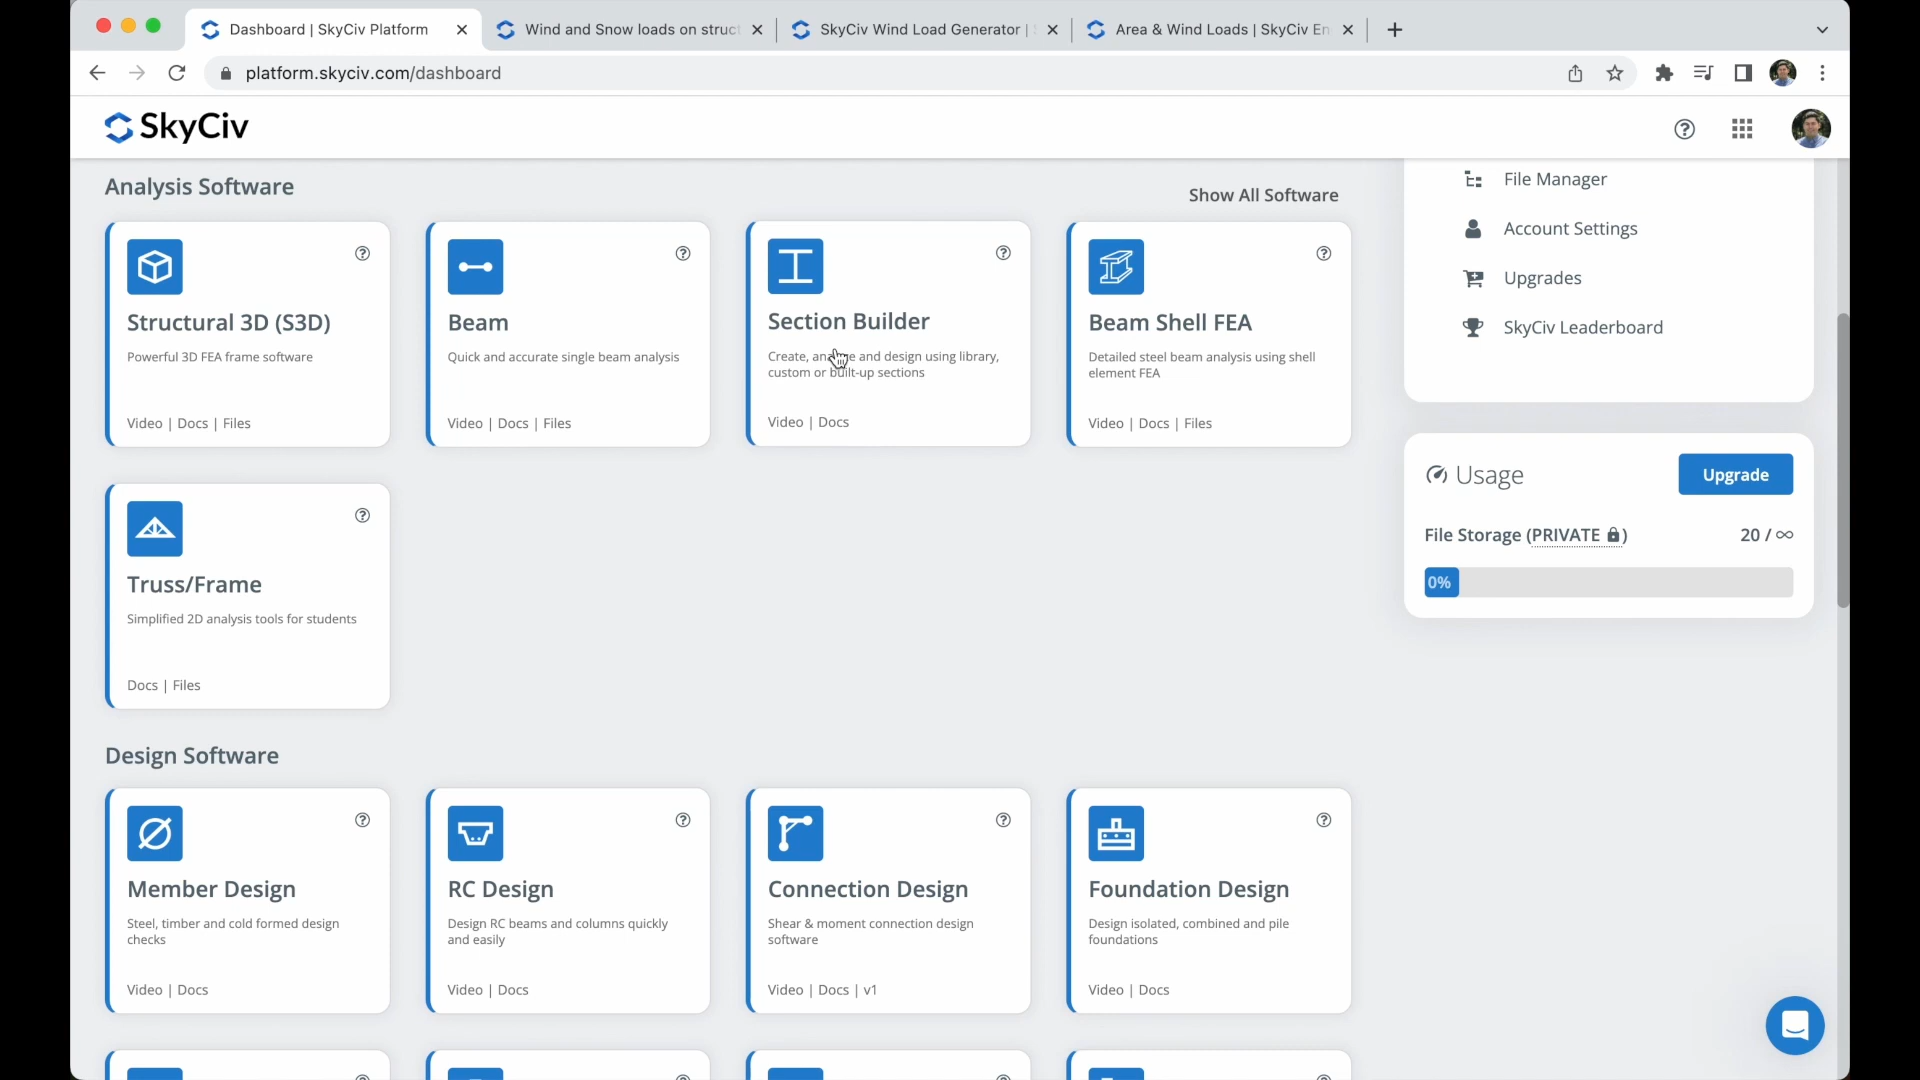 Dashboard | SkyCiv Platform
Wind and Snow loads on struct
SkyCiv Wind Load Generator |
Area & Wind Loads | SkyCiv En
platform.skyciv.com/dashboard
SkyCiv
Analysis Software
Show All Software
Structural 3D (S3D)
Powerful 3D FEA frame software
Video | Docs | Files
Beam
Quick and accurate single beam analysis
Video | Docs | Files
Section Builder
Create, and design using library,
custom or built-up sections
Video | Docs
Beam Shell FEA
Detailed steel beam analysis using shell
element FEA
Video | Docs | Files
Truss/Frame
Simplified 2D analysis tools for students
Docs | Files
Design Software
Member Design
Steel, timber and cold formed design
checks
Video | Docs
RC Design
Design RC beams and columns quickly
and easily
Video | Docs
Connection Design
Shear & moment connection design
software
Video | Docs | v1
Foundation Design
Design isolated, combined and pile
foundations
Video | Docs
File Manager
Account Settings
Upgrades
SkyCiv Leaderboard
Usage
Upgrade
File Storage (PRIVATE)
20 / ∞
0%